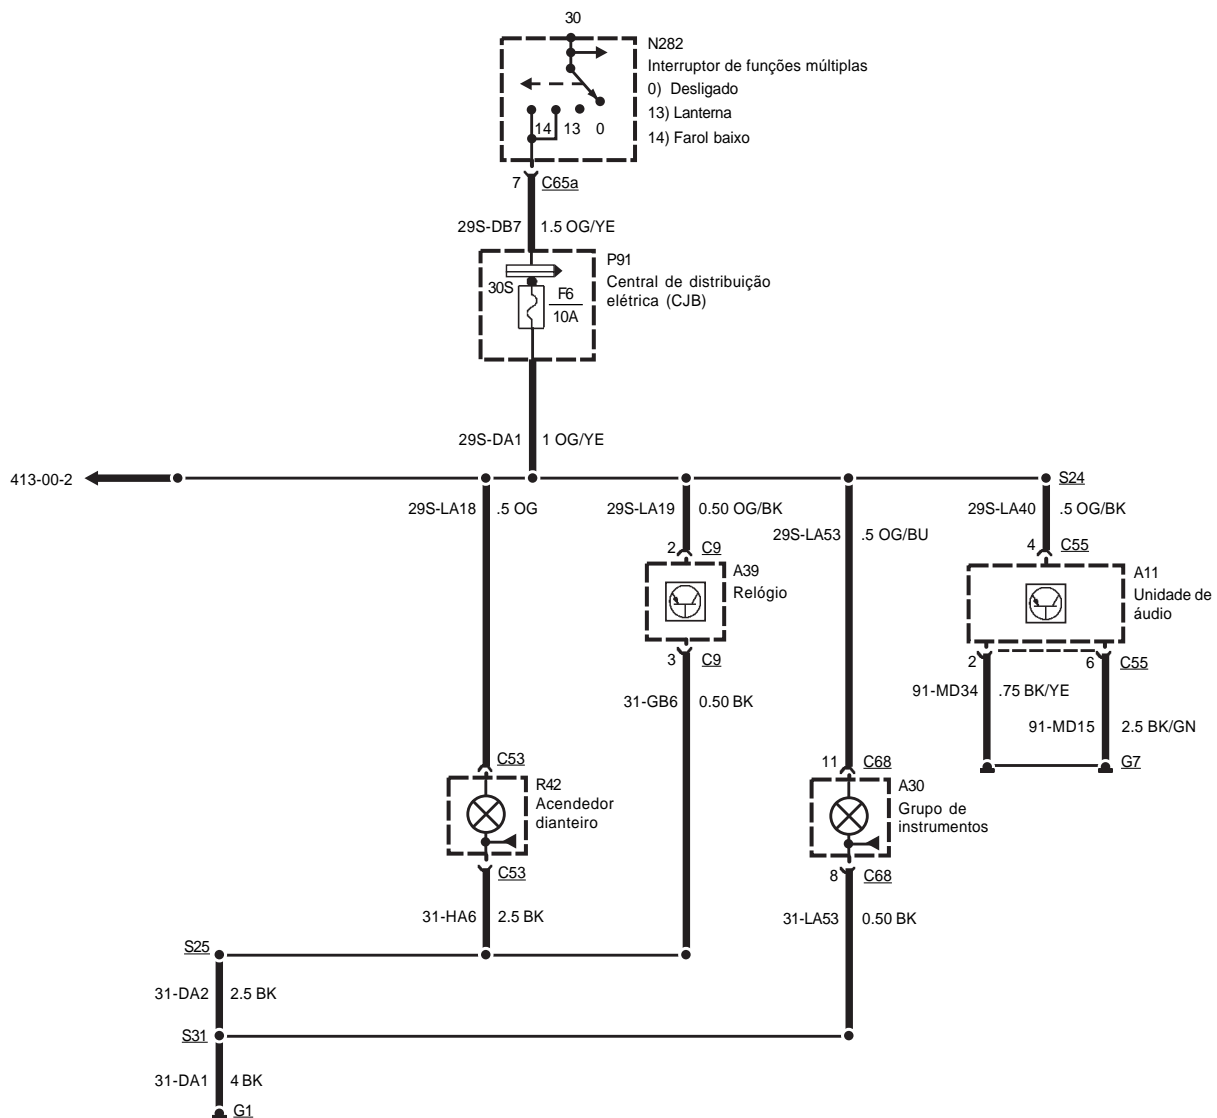 30
N282
Interruptor de funções múltiplas
0) Desligado
13) Lanterna
14) Farol baixo
14 13 0
7 C65a
29S-DB7 1.5 OG/YE
P91
Central de distribuição
elétrica (CJB)
30S F6
10A
29S-DA1 1 OG/YE
413-00-2
S24
29S-LA18 .5 OG
29S-LA19 0.50 OG/BK
29S-LA53 .5 OG/BU
29S-LA40 .5 OG/BK
2 C9
4 C55
A39
Relógio
A11
Unidade de
áudio
3 C9
2 6 C55
31-GB6 0.50 BK
91-MD34 .75 BK/YE
91-MD15 2.5 BK/GN
G7
C53
11 C68
R42
Acendedor
dianteiro
A30
Grupo de
instrumentos
C53
8 C68
31-HA6 2.5 BK
31-LA53 0.50 BK
S25
31-DA2 2.5 BK
S31
31-DA1 4 BK
G1